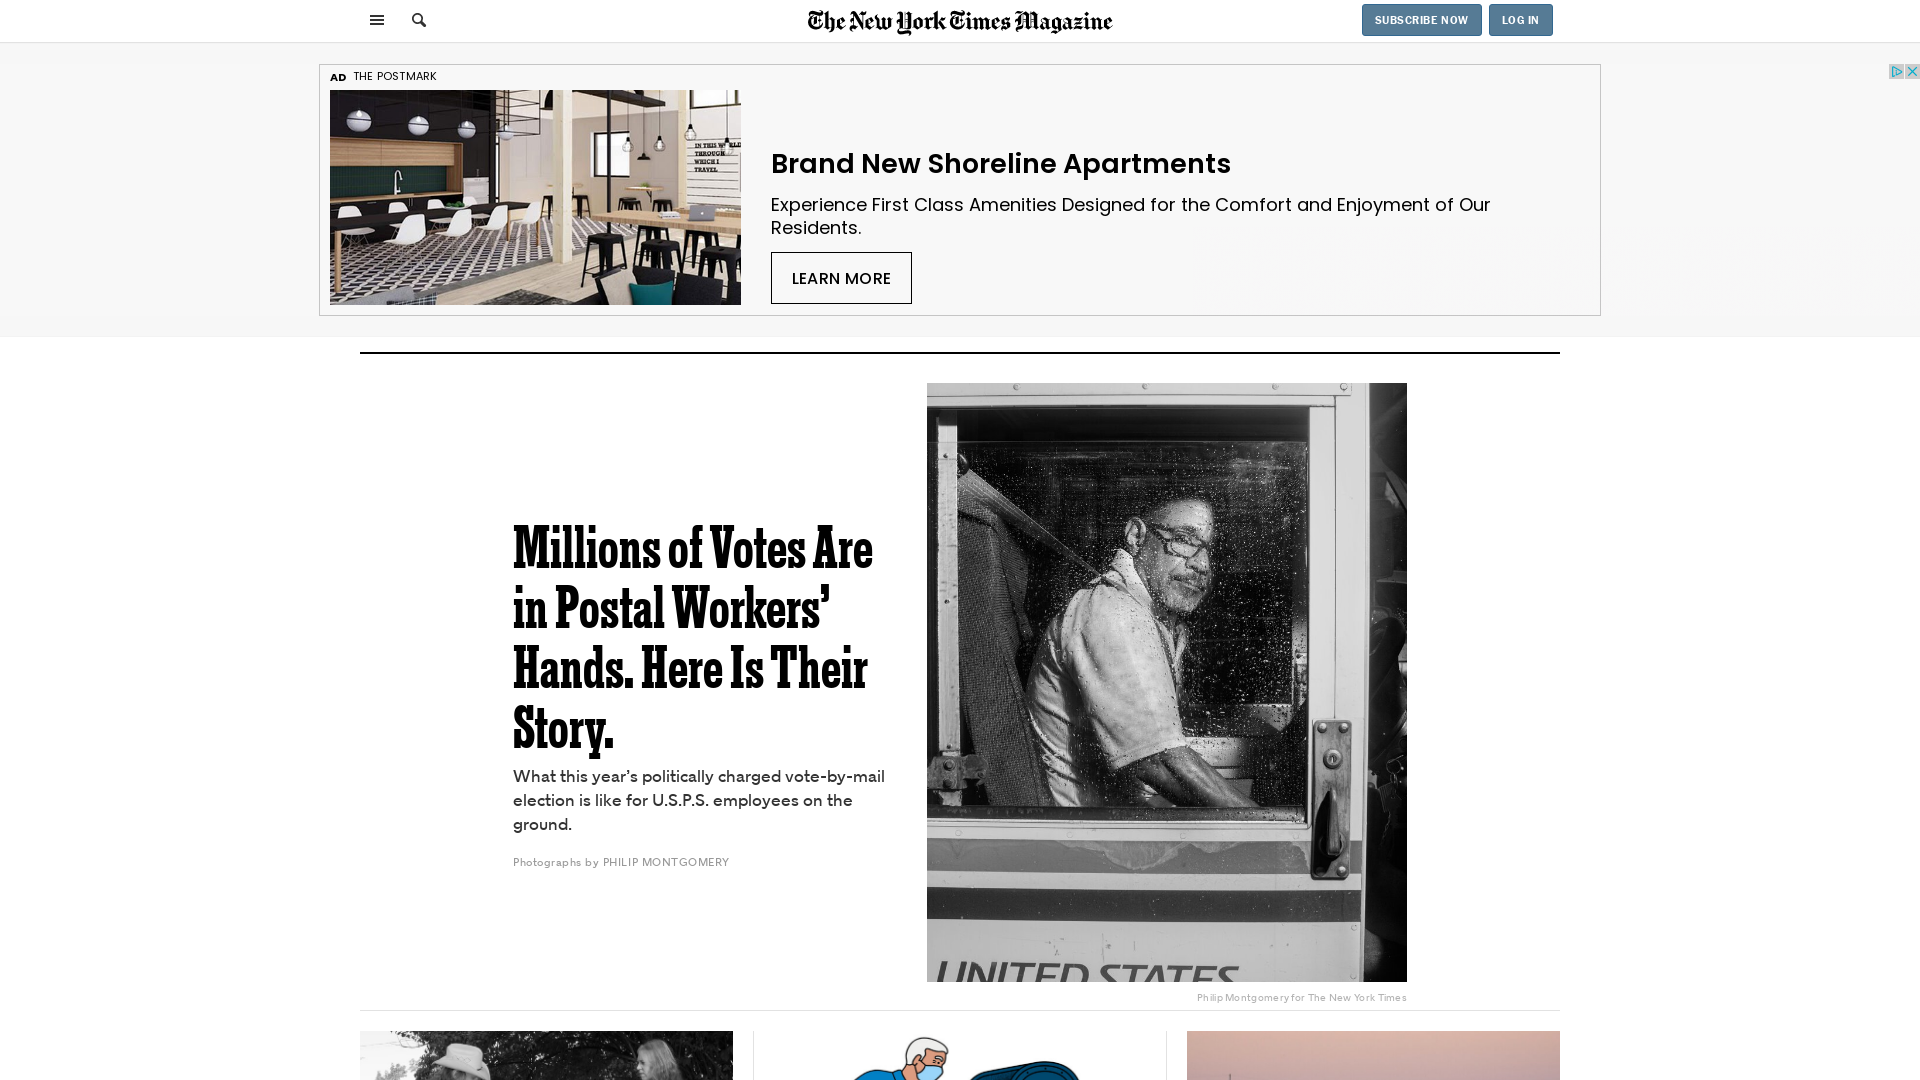 The New York Times Magazine
SUBSCRIBE NOW
LOG IN
AD THE POSTMARK
IN THIS WORLD
THROUGH
WHICH I
TRAVEL
Brand New Shoreline Apartments
Experience First Class Amenities Designed for the Comfort and Enjoyment of Our
Residents.
LEARN MORE
Millions of Votes Are
in Postal Workers’
Hands. Here Is Their
Story.
What this year’s politically charged vote-by-mail
election is like for U.S.P.S. employees on the
ground.
Photographs by PHILIP MONTGOMERY
UNITED STATES
Philip Montgomery for The New York Times